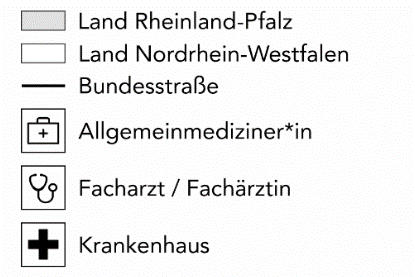 Land Rheinland-Pfalz
Land Nordrhein-Westfalen
Bundesstraße
Allgemeinmediziner*in
Facharzt / Fachärztin
Krankenhaus